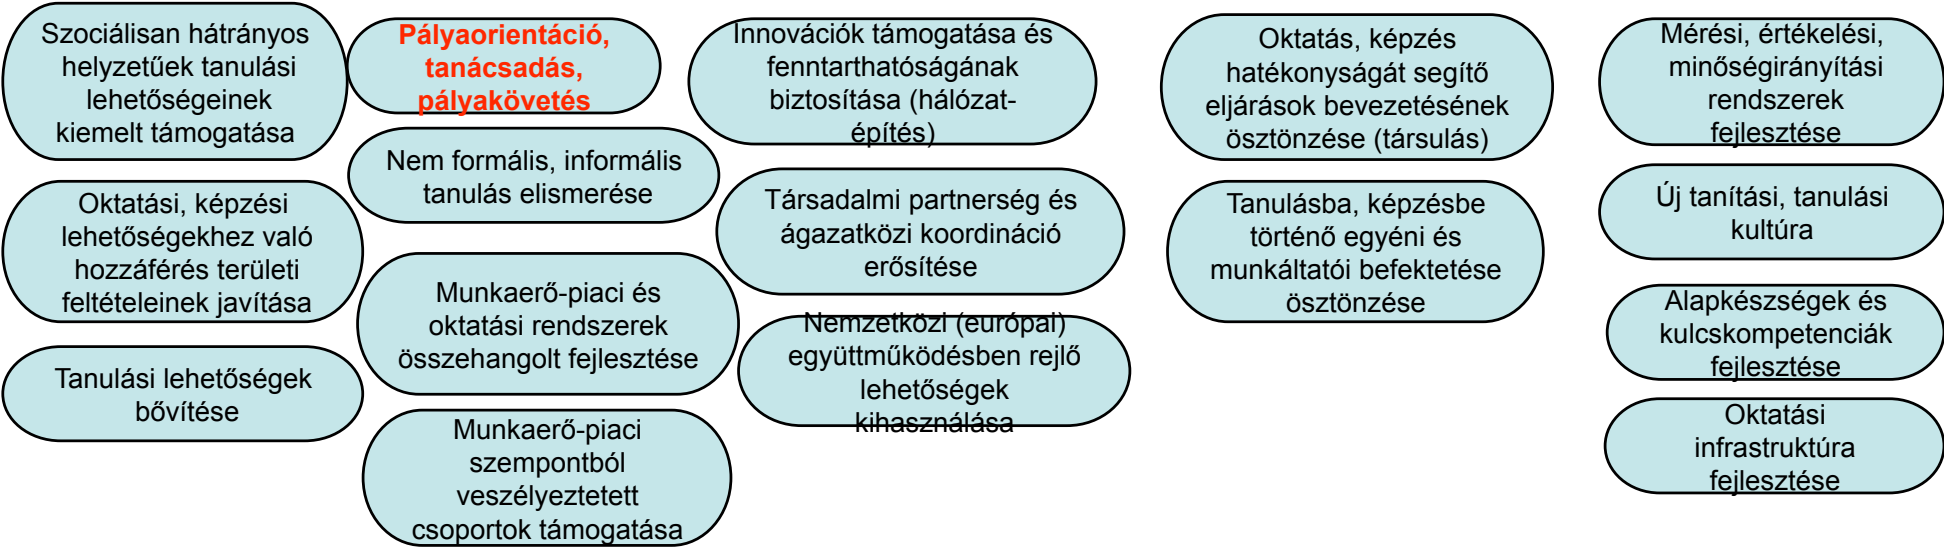 Szociálisan hátrányos
helyzetűek tanulási
lehetőségeinek
kiemelt támogatása
Oktatási, képzési
lehetőségekhez való
hozzáférés területi
feltételeinek javítása
Tanulási lehetőségek
bővítése
Pályaorientáció,
tanácsadás,
pályakövetés
Nem formális, informális
tanulás elismerése
Munkaerő-piaci és
oktatási rendszerek
összehangolt fejlesztése
Munkaerő-piaci
szempontból
veszélyeztetett
csoportok támogatása
Innovációk támogatása és
fenntarthatóságának
biztosítása (hálózat-
építés)
Társadalmi partnerség és
ágazatközi koordináció
erősítése
Nemzetközi (európai)
együttműködésben rejlő
lehetőségek
kihasználása
Oktatás, képzés
hatékonyságát segítő
eljárások bevezetésének
ösztönzése (társulás)
Tanulásba, képzésbe
történő egyéni és
munkáltatói befektetése
ösztönzése
Mérési, értékelési,
minőségirányítási
rendszerek
fejlesztése
Új tanítási, tanulási
kultúra
Alapkészségek és
kulcskompetenciák
fejlesztése
Oktatási
infrastruktúra
fejlesztése